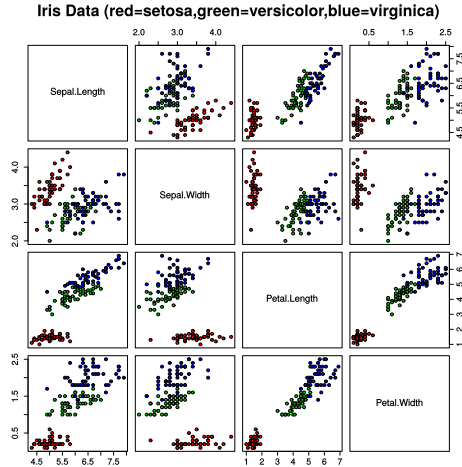 Iris Data (red=setosa,green=versicolor,blue=virginica)
2.0 3.0 4.0 0.5 1.5 2.5
Sepal.Length
4.5 5.5 6.5 7.5
2.0 3.0 4.0
Sepal.Width
Petal.Length
1 2 3 4 5 6 7
0.5 1.5 2.5
Petal.Width
4.5 5.5 6.5 7.5 1 2 3 4 5 6 7